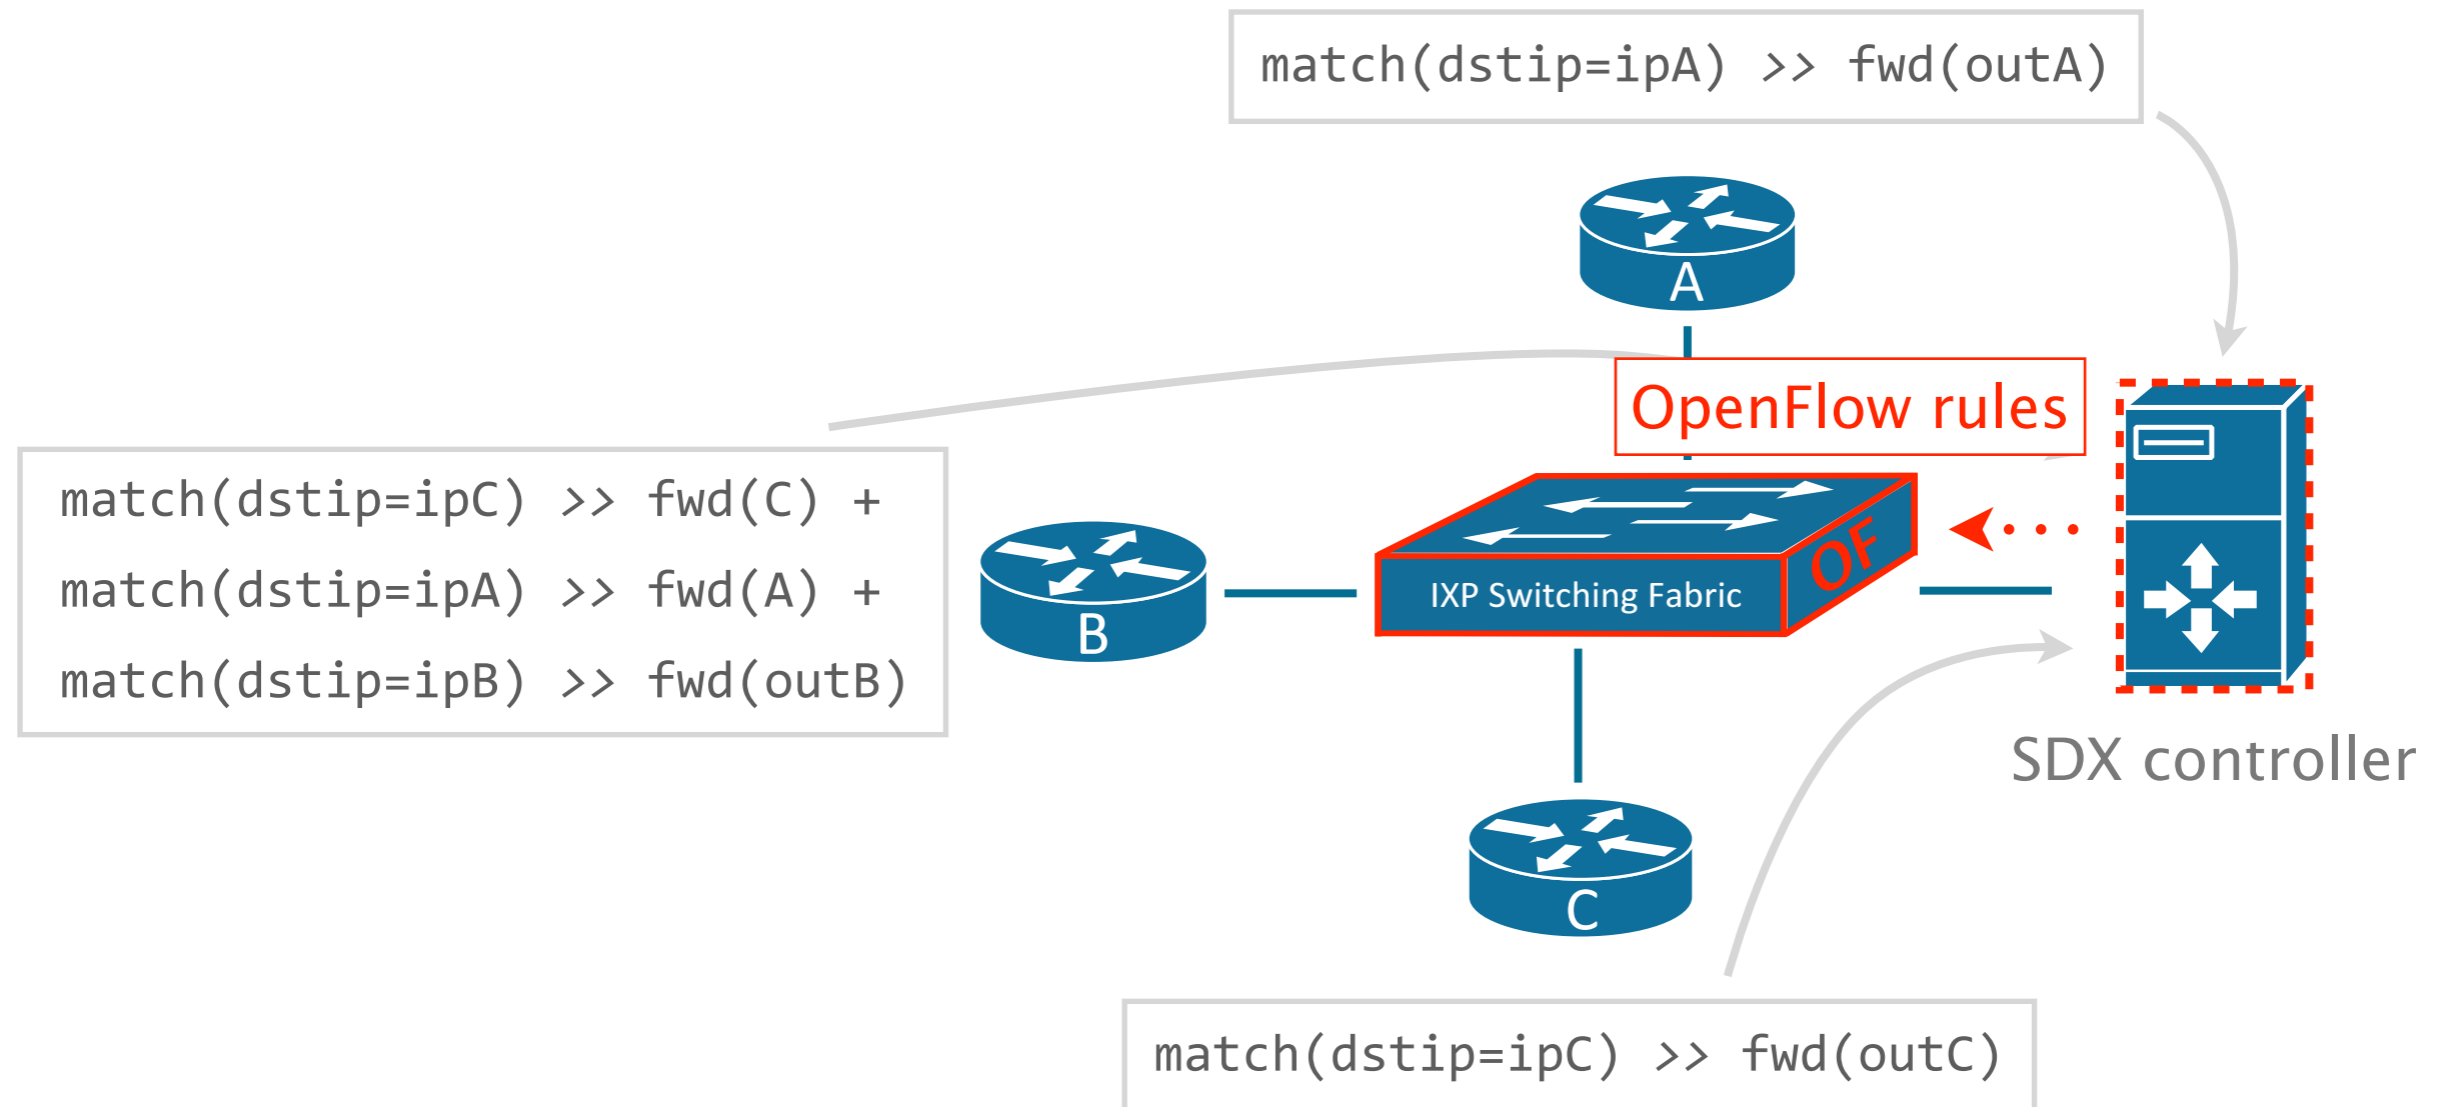 match(dstip=ipA) >> fwd(outA)
A
OpenFlow rules
match(dstip=ipC) >> fwd(C) +
match(dstip=ipA) >> fwd(A) +
match(dstip=ipB) >> fwd(outB)
B
IXP Switching Fabric
OF
SDX controller
C
match(dstip=ipC) >> fwd(outC)